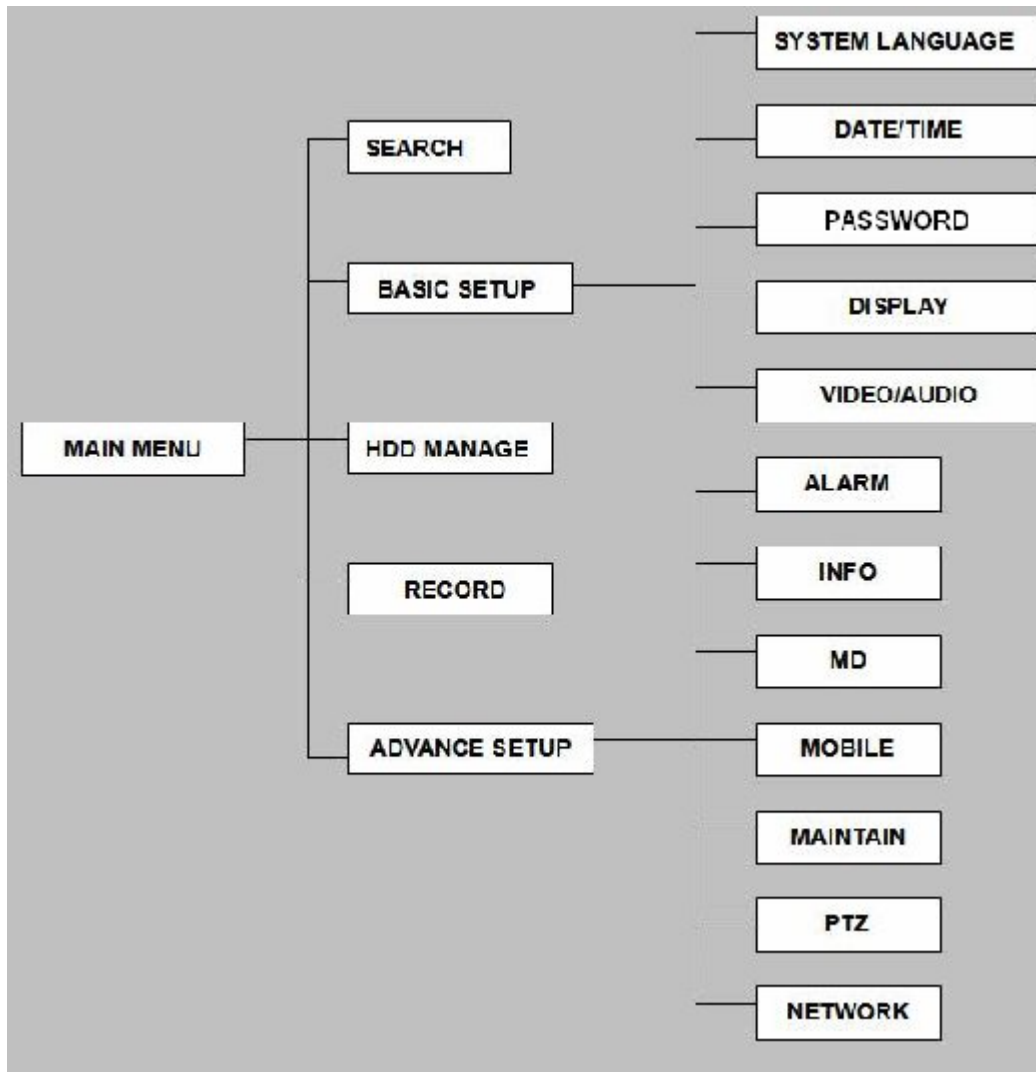 MAIN MENU
SEARCH
BASIC SETUP
HDD MANAGE
RECORD
ADVANCE SETUP
SYSTEM LANGUAGE
DATE/TIME
PASSWORD
DISPLAY
VIDEO/AUDIO
ALARM
INFO
MD
MOBILE
MAINTAIN
PTZ
NETWORK